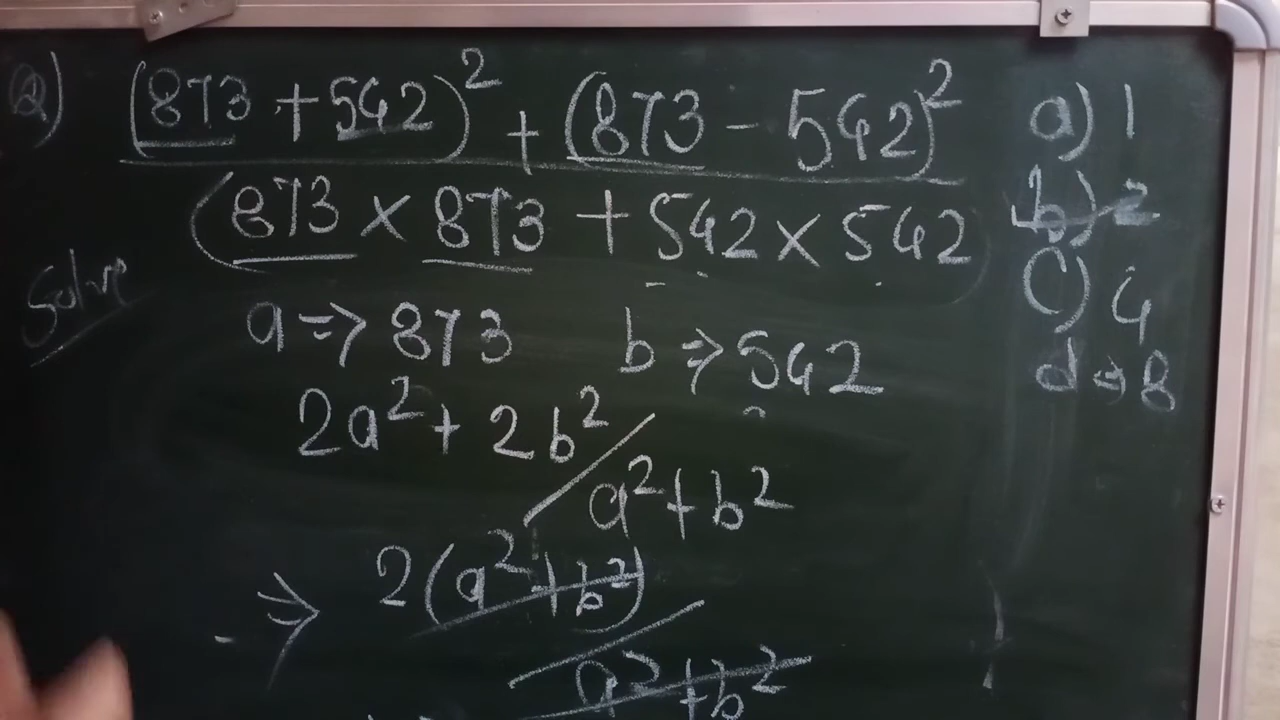 Q) (873 + 542)² + (873 - 542)²
(873 × 873 + 542 × 542
a) 1
b) 2
c) 4
d → 8
Solve
a ⇒ 873 b ⇒ 542
2a² + 2b² / a² + b²
⇒ 2(a² + b²) / a² + b²